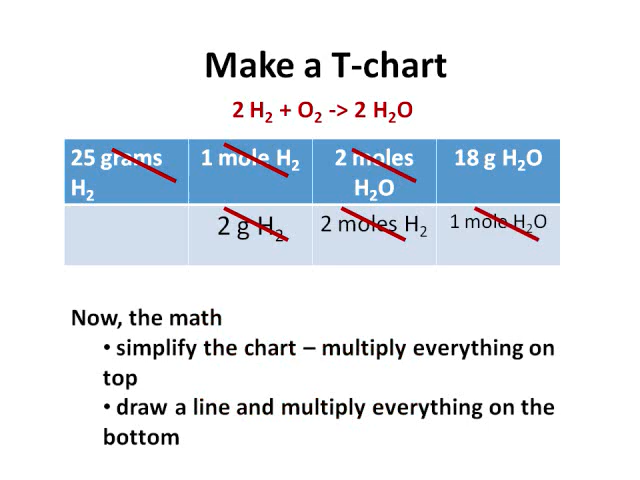 Make a T-chart
2 H₂ + O₂ -> 2 H₂O
25 grams 1 mole H₂ 2 moles 18 g H₂O
H₂ H₂O
2 g H₂ 2 moles H₂ 1 mole H₂O
Now, the math
• simplify the chart – multiply everything on
top
• draw a line and multiply everything on the
bottom